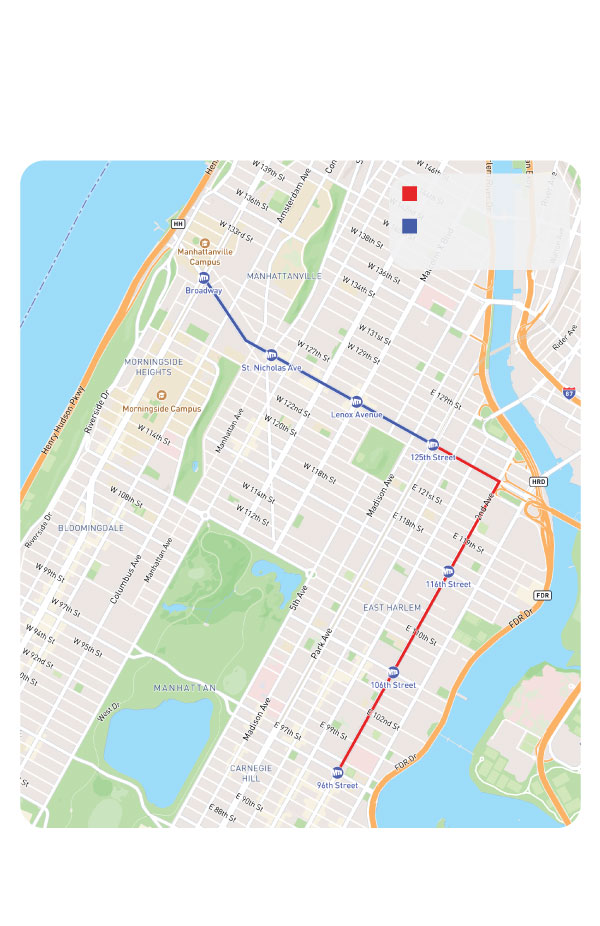 W 139th St
W 146th St
Amsterdam Ave
W 136th St
HH
W 133rd St
W 138th St
Manhattanville
Campus
MANHATTANVILLE
W 136th St
W 134th St
Broadway
W 131st St
Rider Ave
W 127th St
W 129th St
MORNINGSIDE
HEIGHTS
St. Nicholas Ave
Henry Hudson Pkwy
Riverside Dr
Morningside Campus
W 122nd St
Lenox Avenue
E 129th St
87
Manhattan Ave
W 120th St
W 114th St
125th Street
W 118th St
Madison Ave
HRD
W 114th St
E 121st St
2nd Ave
W 108th St
W 112th St
E 118th St
BLOOMINGDALE
Riverside Dr
E 119th St
Manhattan Ave
Columbus Ave
W 99th St
116th Street
5th Ave
FDR
W 97th St
EAST HARLEM
FDR Dr
W 94th St
W 95th St
Park Ave
E 110th St
W 92nd St
MANHATTAN
106th Street
West Dr
Madison Ave
E 102nd St
E 97th St
E 99th St
FDR Dr
CARNEGIE
HILL
96th Street
E 90th St
E 88th St